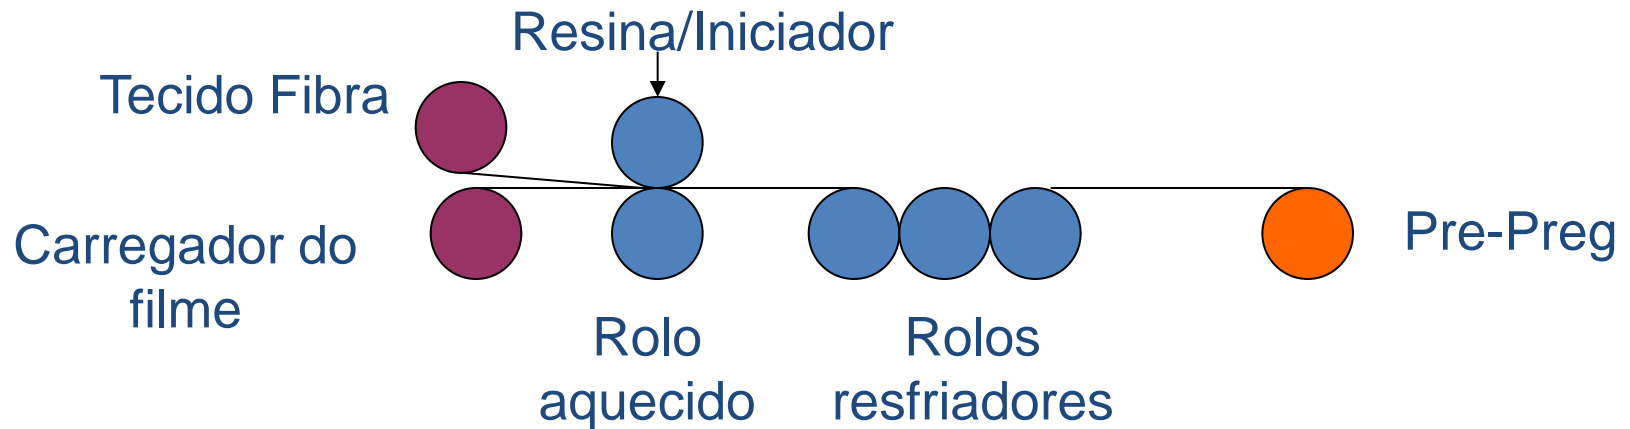 Resina/Iniciador
Tecido Fibra
Carregador do
filme
Rolo
aquecido
Rolos
resfriadores
Pre-Preg